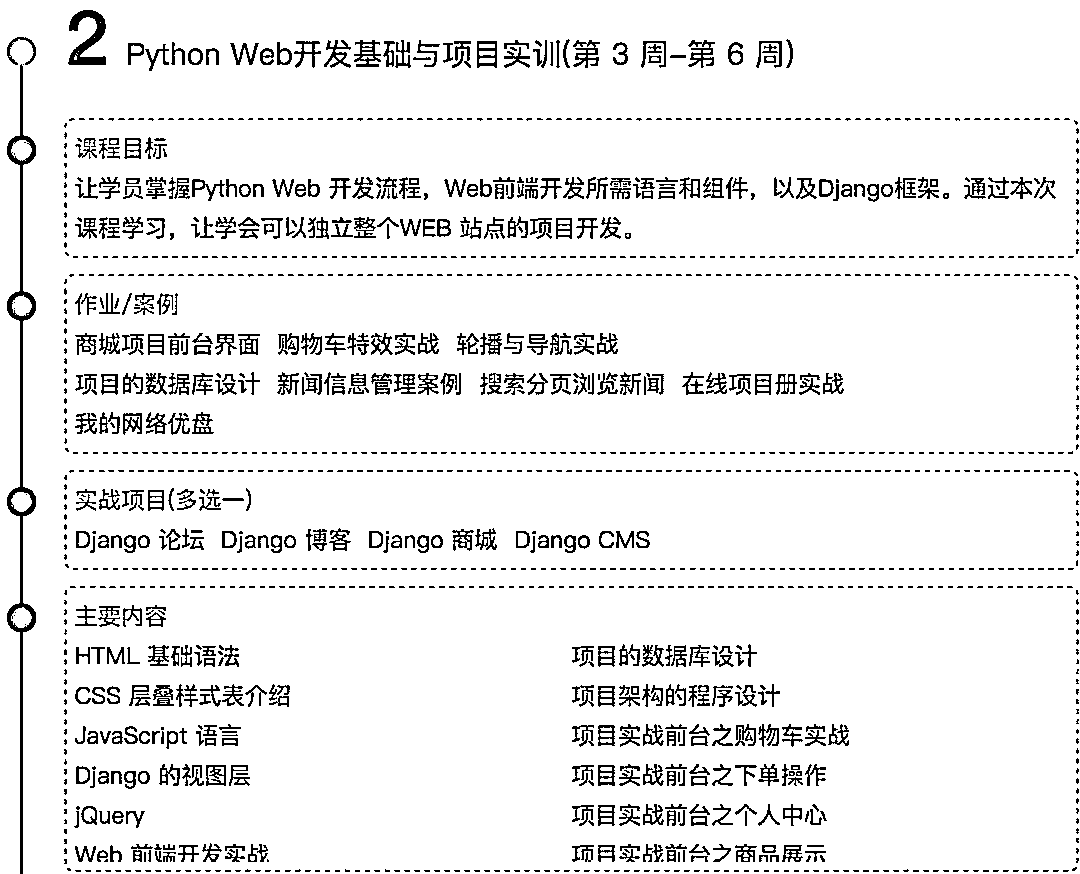 2 Python Web开发基础与项目实训(第 3 周-第 6 周)
课程目标
让学员掌握Python Web 开发流程，Web前端开发所需语言和组件，以及Django框架。通过本次
课程学习，让学会可以独立整个WEB 站点的项目开发。
作业/案例
商城项目前台界面 购物车特效实战 轮播与导航实战
项目的数据库设计 新闻信息管理案例 搜索分页浏览新闻 在线项目册实战
我的网络优盘
实战项目(多选一)
Django 论坛 Django 博客 Django 商城 Django CMS
主要内容
HTML 基础语法 项目的数据库设计
CSS 层叠样式表介绍 项目架构的程序设计
JavaScript 语言 项目实战前台之购物车实战
Django 的视图层 项目实战前台之下单操作
jQuery 项目实战前台之个人中心
Web 前端开发实战 项目实战前台之商品展示